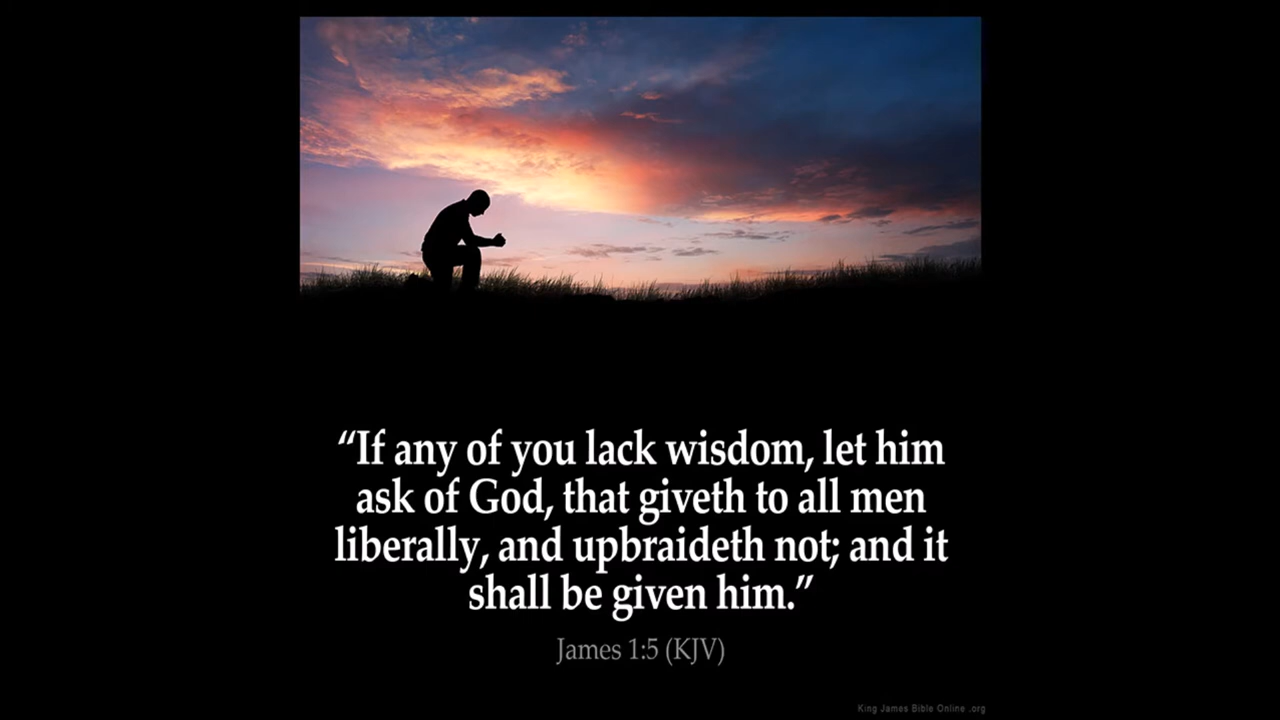 “If any of you lack wisdom, let him
ask of God, that giveth to all men
liberally, and upbraideth not; and it
shall be given him.”
James 1:5 (KJV)
King James Bible Online .org